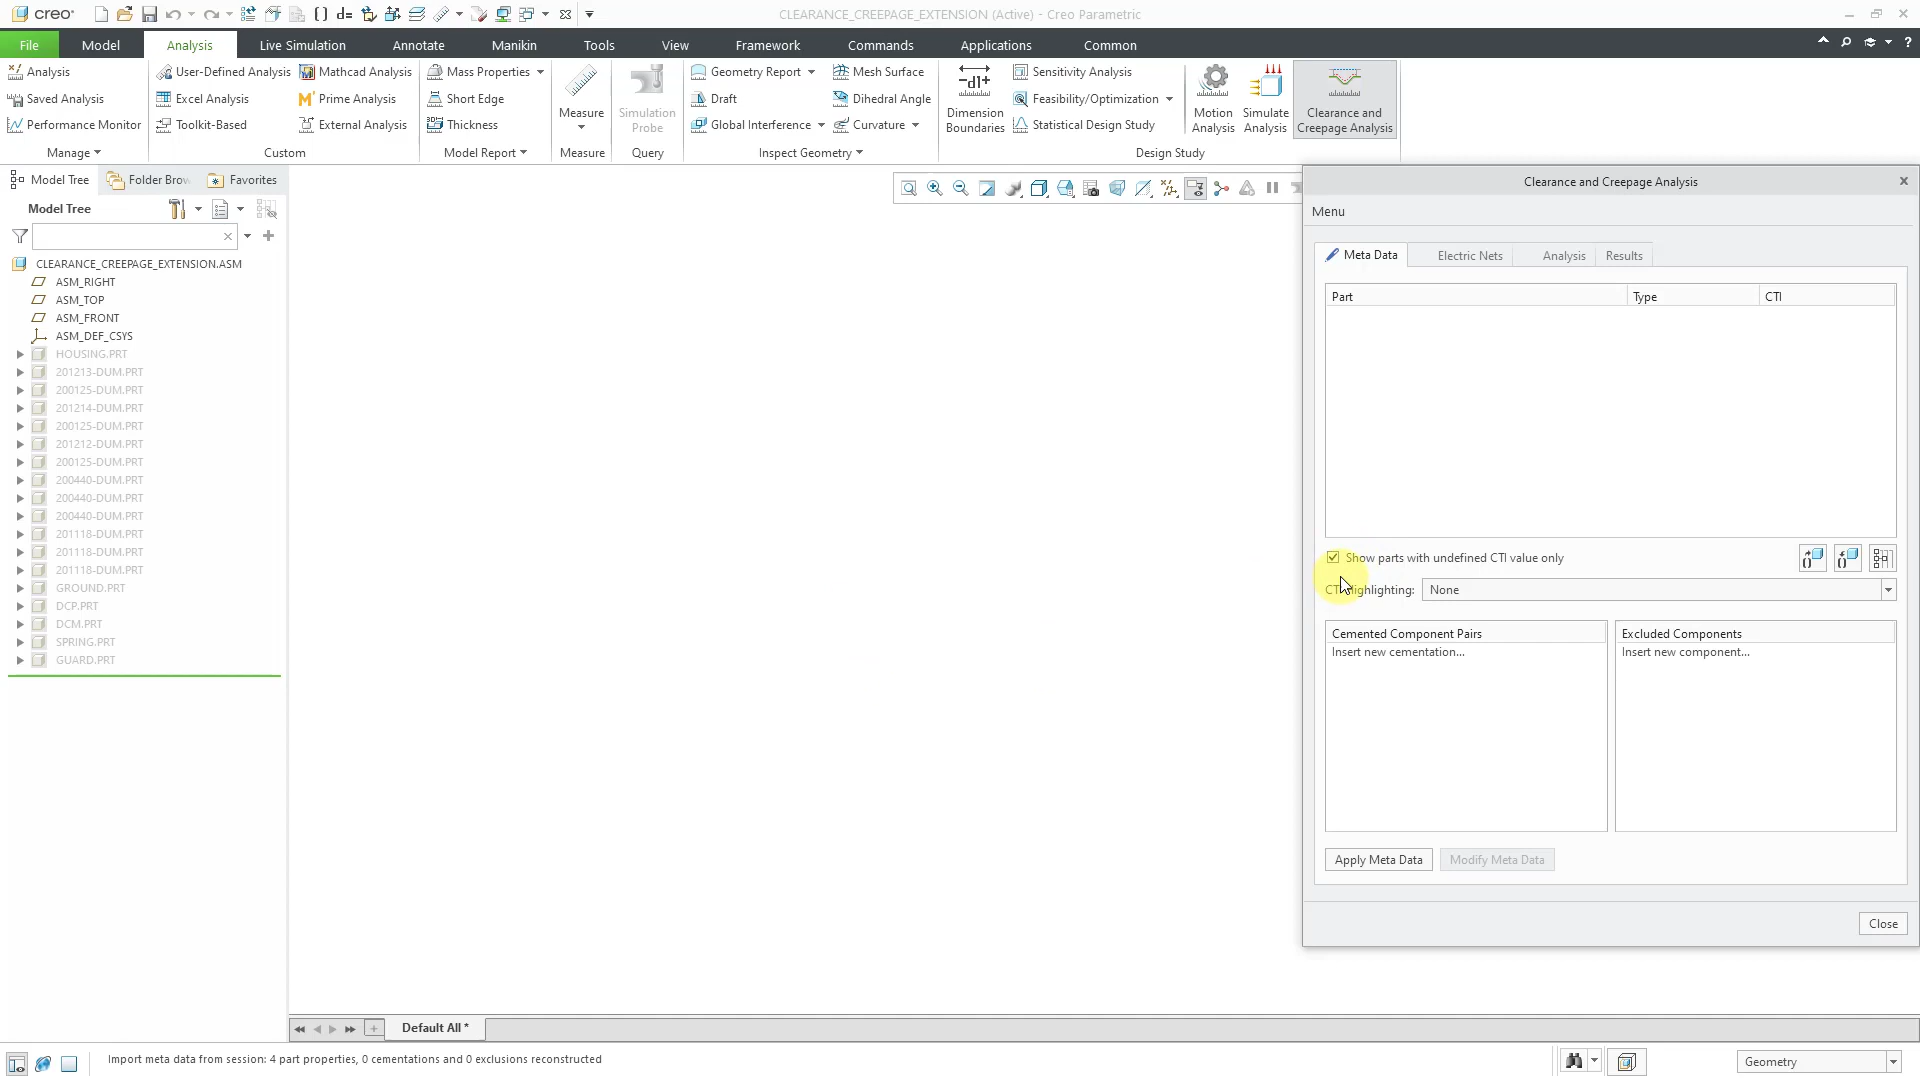 creo
CLEARANCE_CREEPAGE_EXTENSION (Active) - Creo Parametric
File
Model
Analysis
Live Simulation
Annotate
Manikin
Tools
View
Framework
Commands
Applications
Common
Analysis
Saved Analysis
Performance Monitor
Manage
User-Defined Analysis
Excel Analysis
Toolkit-Based
Mathcad Analysis
Prime Analysis
External Analysis
Custom
Mass Properties
Short Edge
Thickness
Model Report
Measure
Measure
Simulation
Probe
Query
Geometry Report
Draft
Global Interference
Mesh Surface
Dihedral Angle
Curvature
Inspect Geometry
Dimension
Boundaries
Sensitivity Analysis
Feasibility/Optimization
Statistical Design Study
Motion
Analysis
Simulate
Analysis
Clearance and
Creepage Analysis
Design Study
Model Tree
Folder Brow
Favorites
Model Tree
CLEARANCE_CREEPAGE_EXTENSION.ASM
ASM_RIGHT
ASM_TOP
ASM_FRONT
ASM_DEF_CSYS
HOUSING.PRT
201213-DUM.PRT
200125-DUM.PRT
201214-DUM.PRT
200125-DUM.PRT
201212-DUM.PRT
200125-DUM.PRT
200440-DUM.PRT
200440-DUM.PRT
200440-DUM.PRT
201118-DUM.PRT
201118-DUM.PRT
201118-DUM.PRT
GROUND.PRT
DCP.PRT
DCM.PRT
SPRING.PRT
GUARD.PRT
Clearance and Creepage Analysis
Menu
Meta Data
Electric Nets
Analysis
Results
Part
Type
CTI
Show parts with undefined CTI value only
CTI Highlighting:
None
Cemented Component Pairs
Insert new cementation...
Excluded Components
Insert new component...
Apply Meta Data
Modify Meta Data
Close
Default All *
Import meta data from session: 4 part properties, 0 cementations and 0 exclusions reconstructed
Geometry